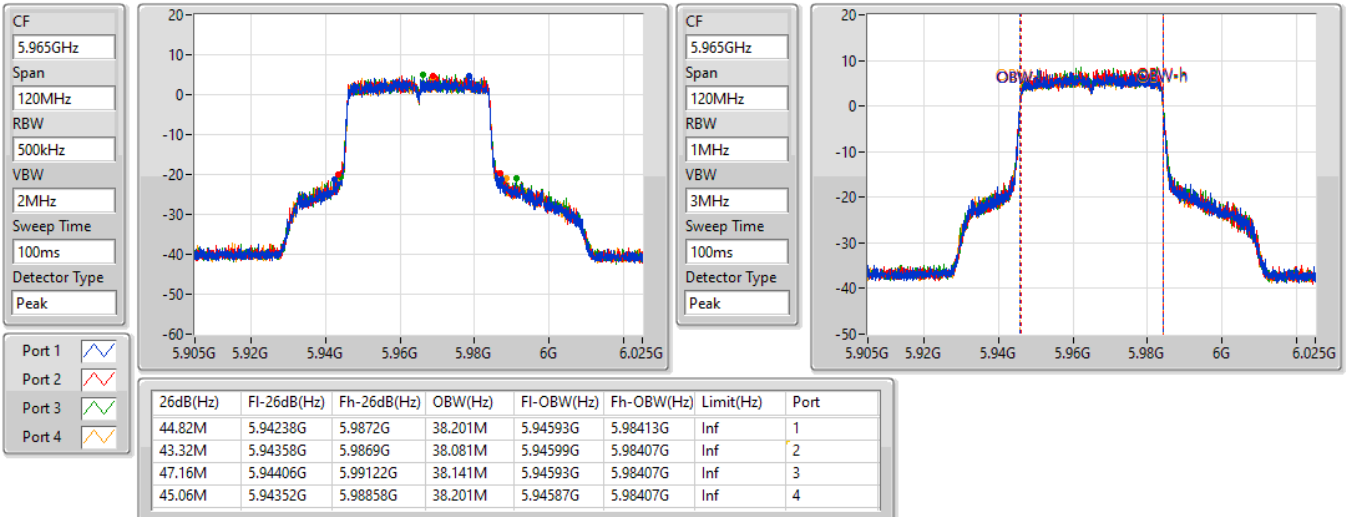 CF
5.965GHz
Span
120MHz
RBW
500kHz
VBW
2MHz
Sweep Time
100ms
Detector Type
Peak
20
10
0
-10
-20
-30
-40
-50
-60
5.905G 5.92G 5.94G 5.96G 5.98G 6G 6.025G
CF
5.965GHz
Span
120MHz
RBW
1MHz
VBW
3MHz
Sweep Time
100ms
Detector Type
Peak
20
10
0
-10
-20
-30
-40
-50
OBW-h
5.905G 5.92G 5.94G 5.96G 5.98G 6G 6.025G
Port 1
Port 2
Port 3
Port 4
26dB(Hz) Fl-26dB(Hz) Fh-26dB(Hz) OBW(Hz) Fl-OBW(Hz) Fh-OBW(Hz) Limit(Hz) Port
44.82M 5.94238G 5.9872G 38.201M 5.94593G 5.98413G Inf 1
43.32M 5.94358G 5.9869G 38.081M 5.94599G 5.98407G Inf 2
47.16M 5.94406G 5.99122G 38.141M 5.94593G 5.98407G Inf 3
45.06M 5.94352G 5.98858G 38.201M 5.94587G 5.98407G Inf 4